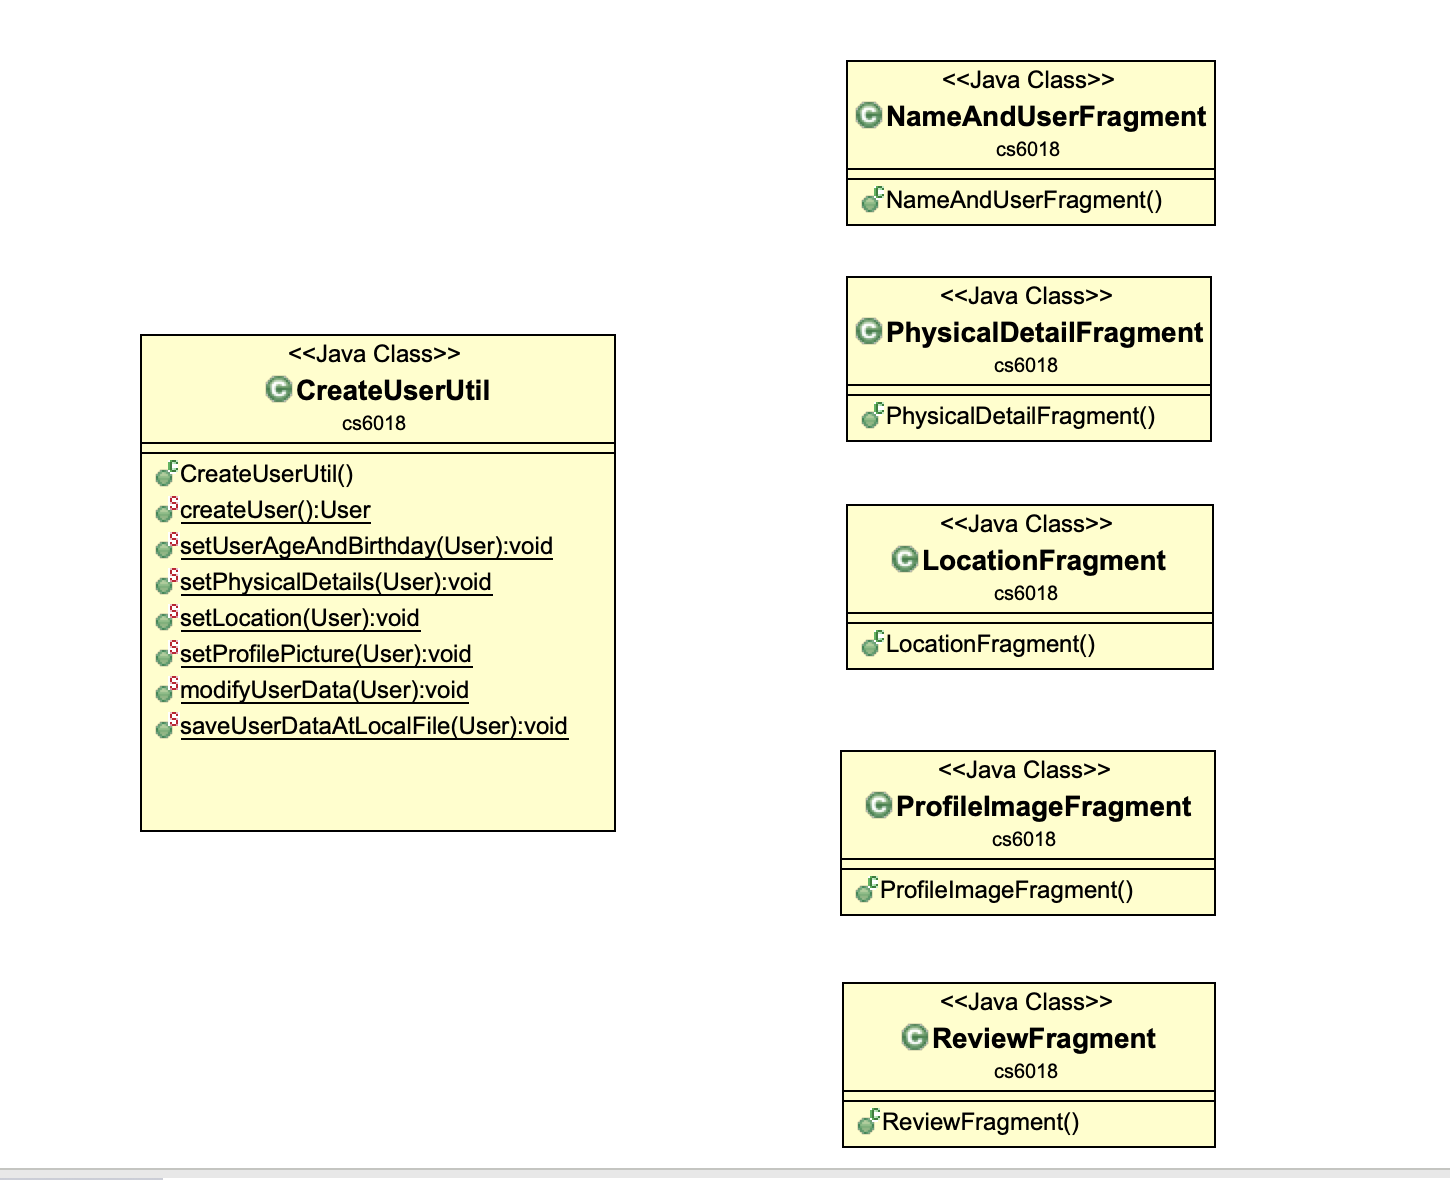 <<Java Class>>
CreateUserUtil
cs6018
CreateUserUtil()
createUser():User
setUserAgeAndBirthday(User):void
setPhysicalDetails(User):void
setLocation(User):void
setProfilePicture(User):void
modifyUserData(User):void
saveUserDataAtLocalFile(User):void
<<Java Class>>
NameAndUserFragment
cs6018
NameAndUserFragment()
<<Java Class>>
PhysicalDetailFragment
cs6018
PhysicalDetailFragment()
<<Java Class>>
LocationFragment
cs6018
LocationFragment()
<<Java Class>>
ProfileImageFragment
cs6018
ProfileImageFragment()
<<Java Class>>
ReviewFragment
cs6018
ReviewFragment()